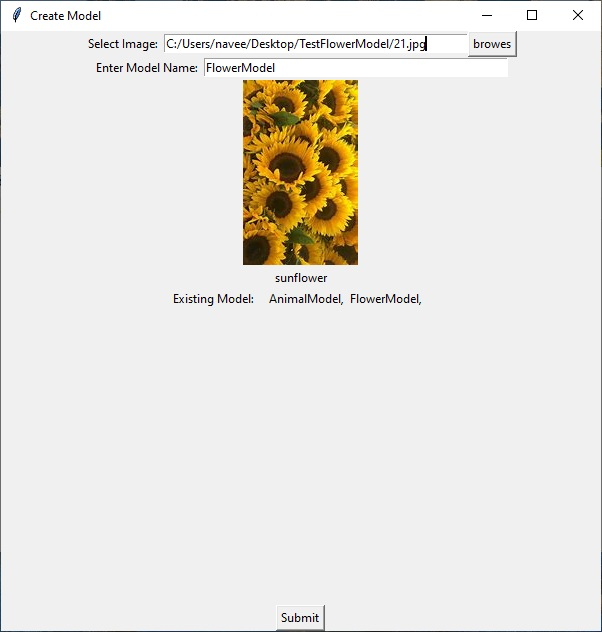 Create Model
Select Image: C:/Users/navee/Desktop/TestFlowerModel/21.jpg browes
Enter Model Name: FlowerModel
sunflower
Existing Model: AnimalModel, FlowerModel,
Submit